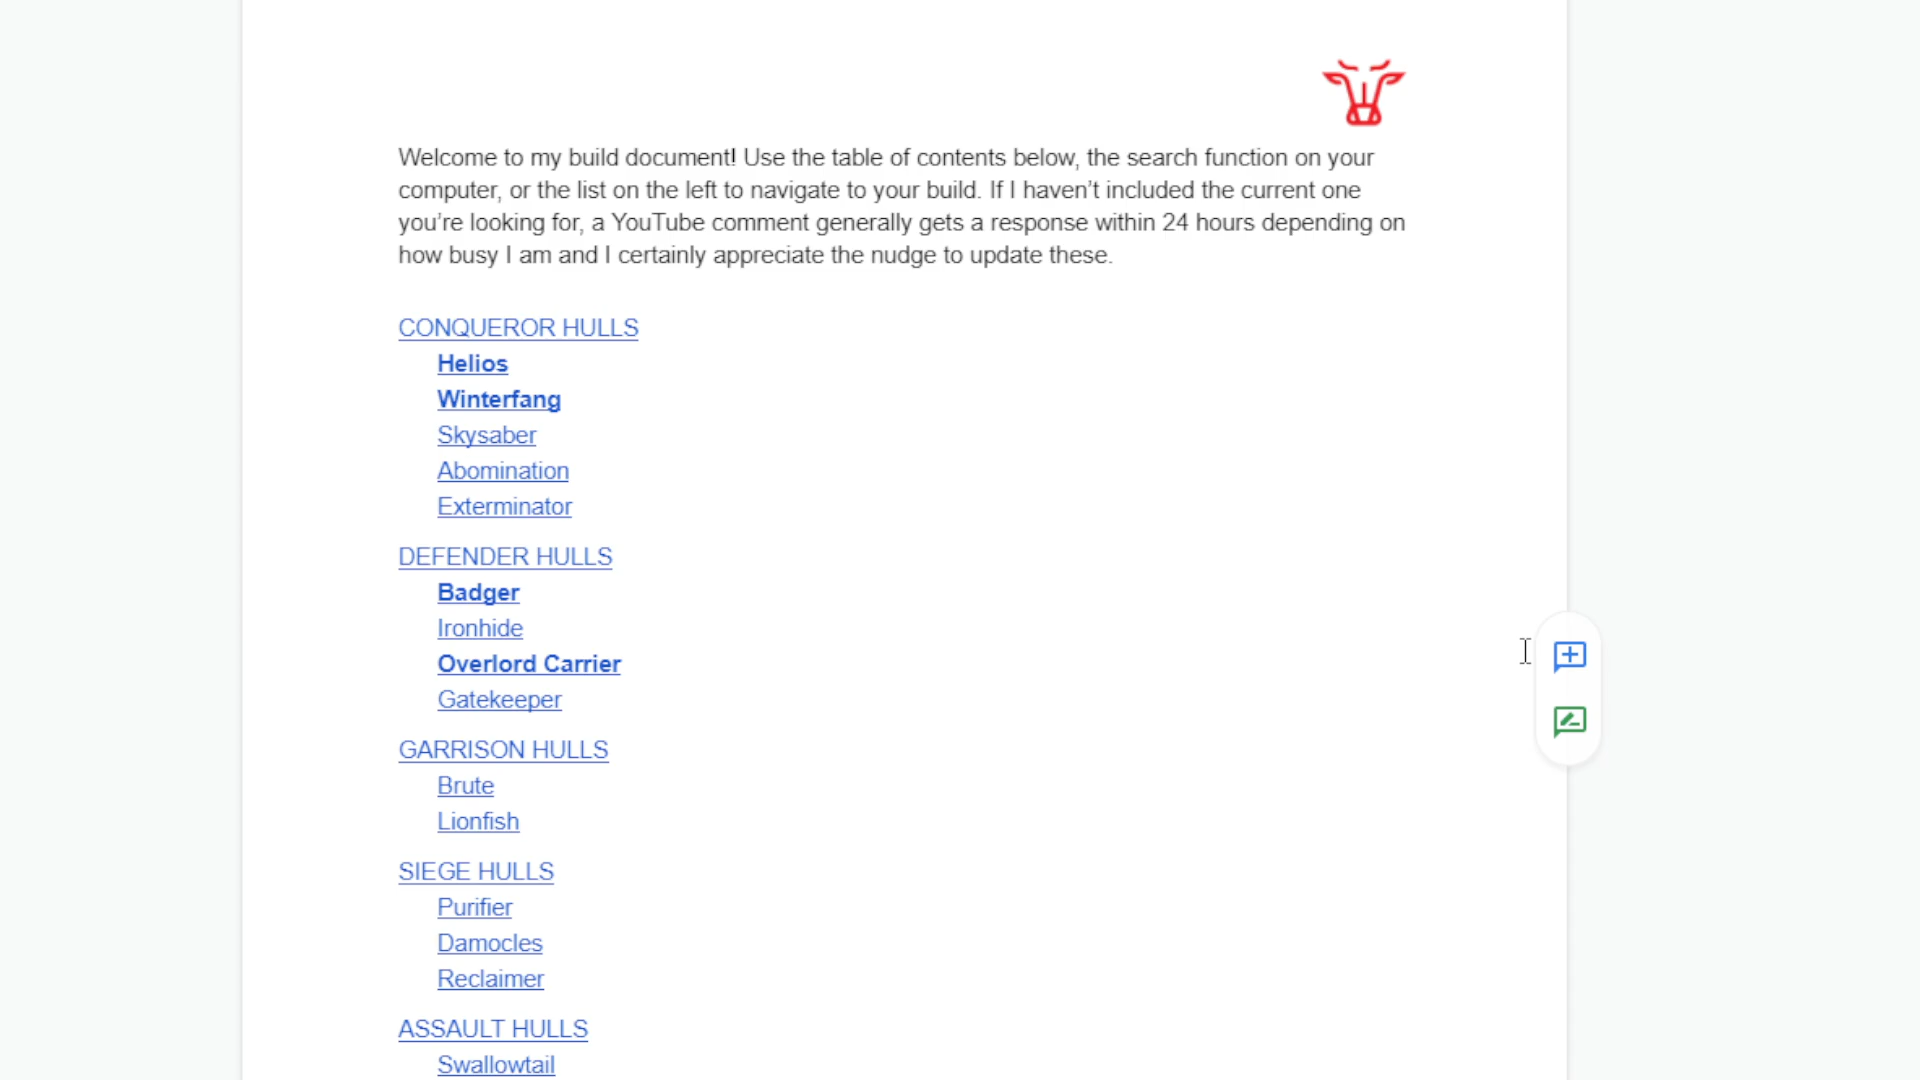 Welcome to my build document! Use the table of contents below, the search function on your
computer, or the list on the left to navigate to your build. If I haven't included the current one
you're looking for, a YouTube comment generally gets a response within 24 hours depending on
how busy I am and I certainly appreciate the nudge to update these.
CONQUEROR HULLS
Helios
Winterfang
Skysaber
Abomination
Exterminator
DEFENDER HULLS
Badger
Ironhide
Overlord Carrier
Gatekeeper
GARRISON HULLS
Brute
Lionfish
SIEGE HULLS
Purifier
Damocles
Reclaimer
ASSAULT HULLS
Swallowtail